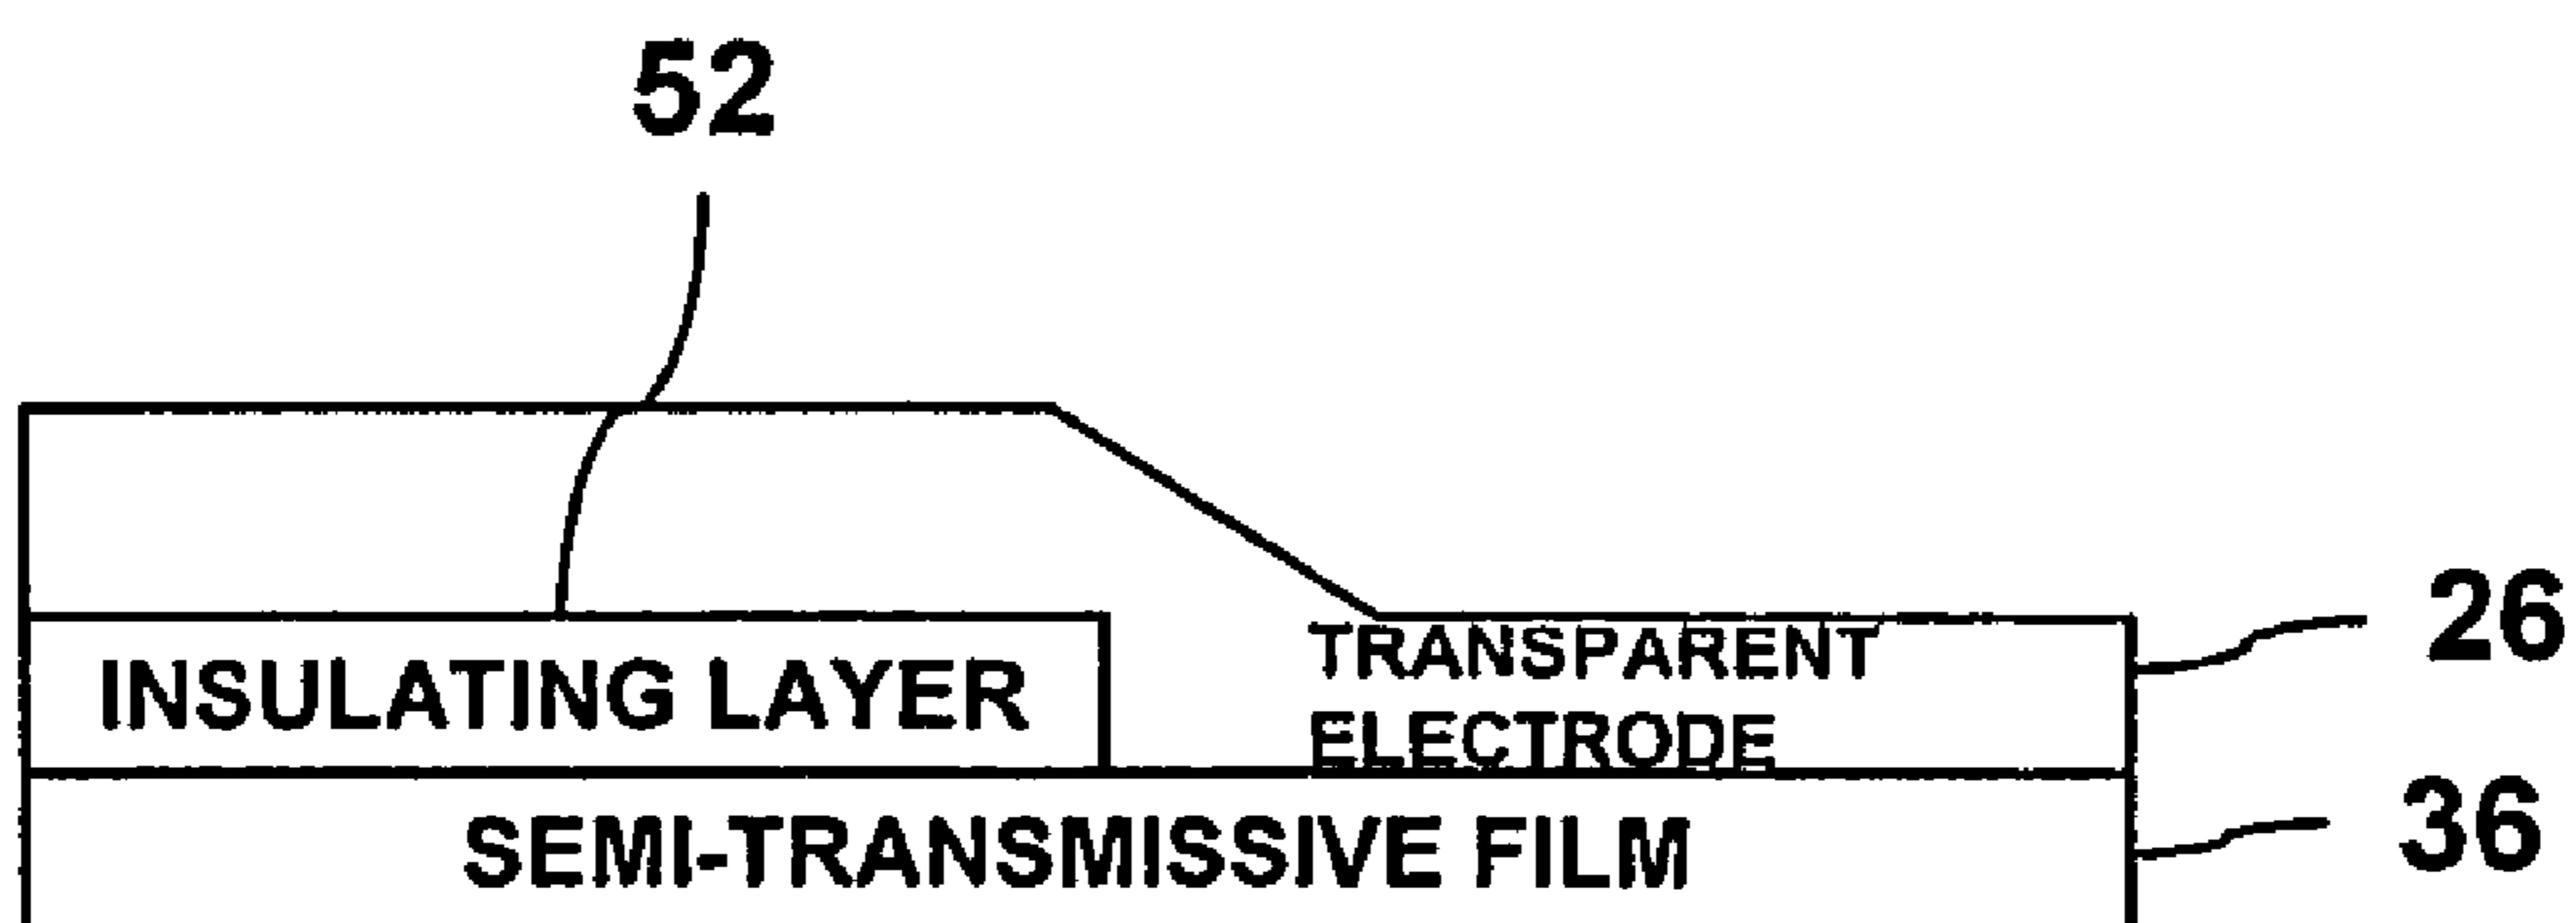 52
INSULATING LAYER
TRANSPARENT
ELECTRODE
26
SEMI-TRANSMISSIVE FILM
36